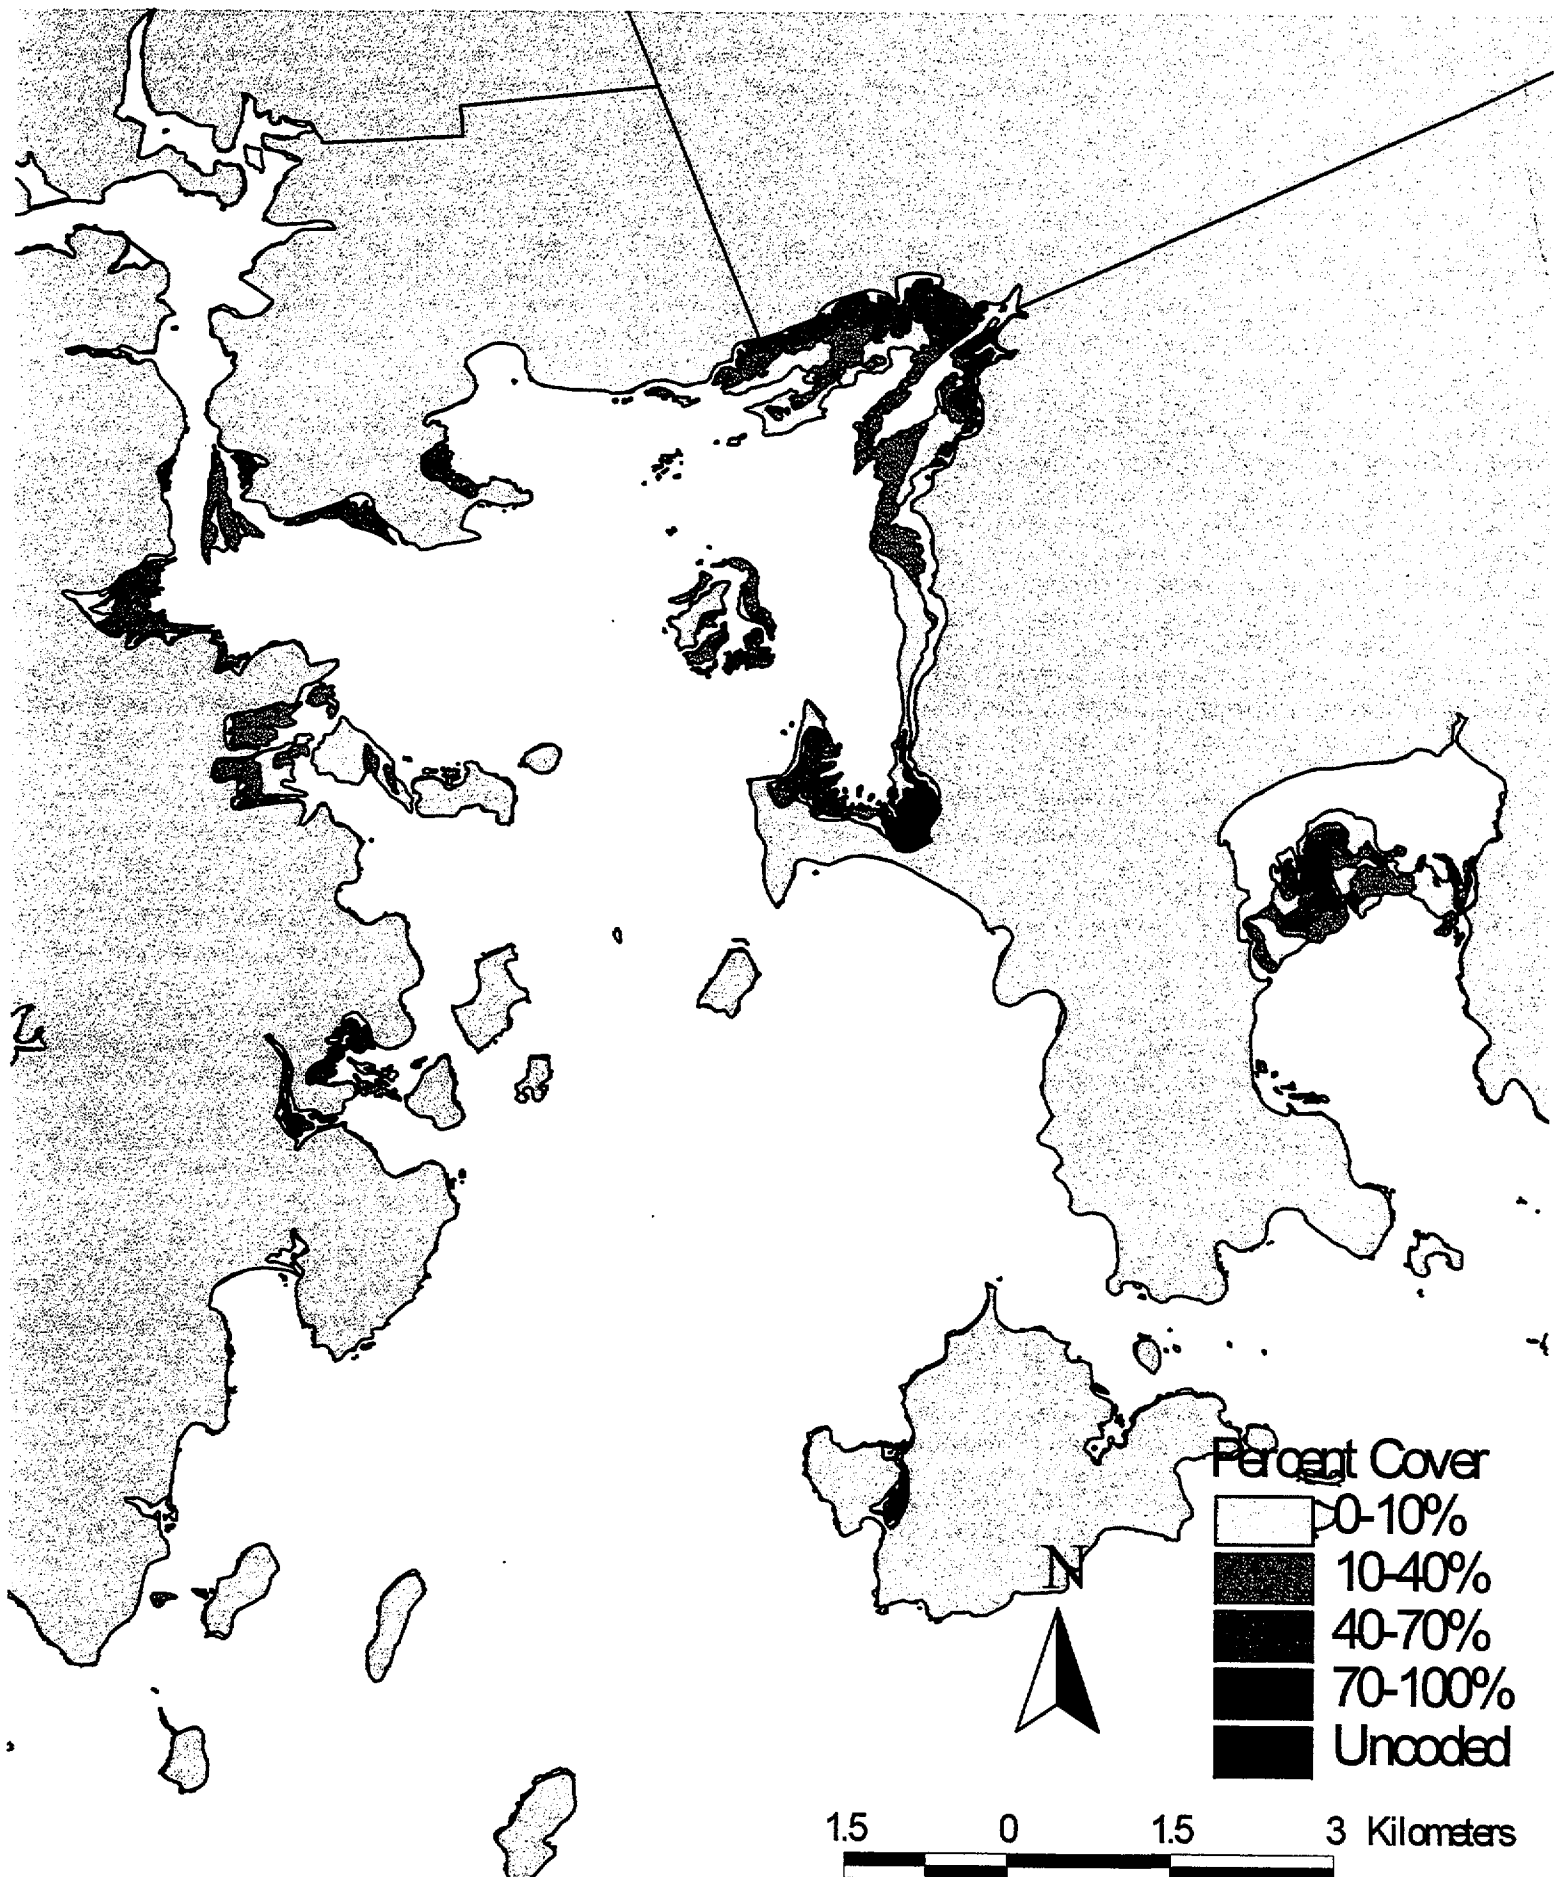 Percent Cover
0-10%
N
10-40%
40-70%
70-100%
Uncoded
1.5 0 1.5 3 Kilometers